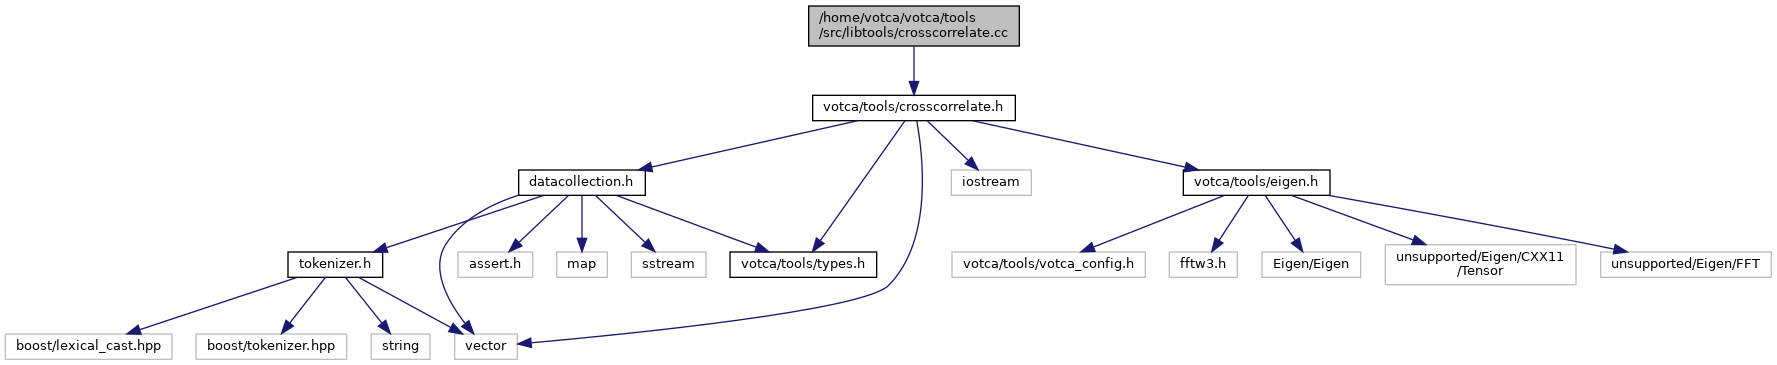 /home/votca/votca/tools
/src/libtools/crosscorrelate.cc
votca/tools/crosscorrelate.h
datacollection.h
iostream
votca/tools/eigen.h
tokenizer.h
assert.h
map
sstream
votca/tools/types.h
votca/tools/votca_config.h
fftw3.h
Eigen/Eigen
unsupported/Eigen/CXX11
/Tensor
unsupported/Eigen/FFT
boost/lexical_cast.hpp
boost/tokenizer.hpp
string
vector